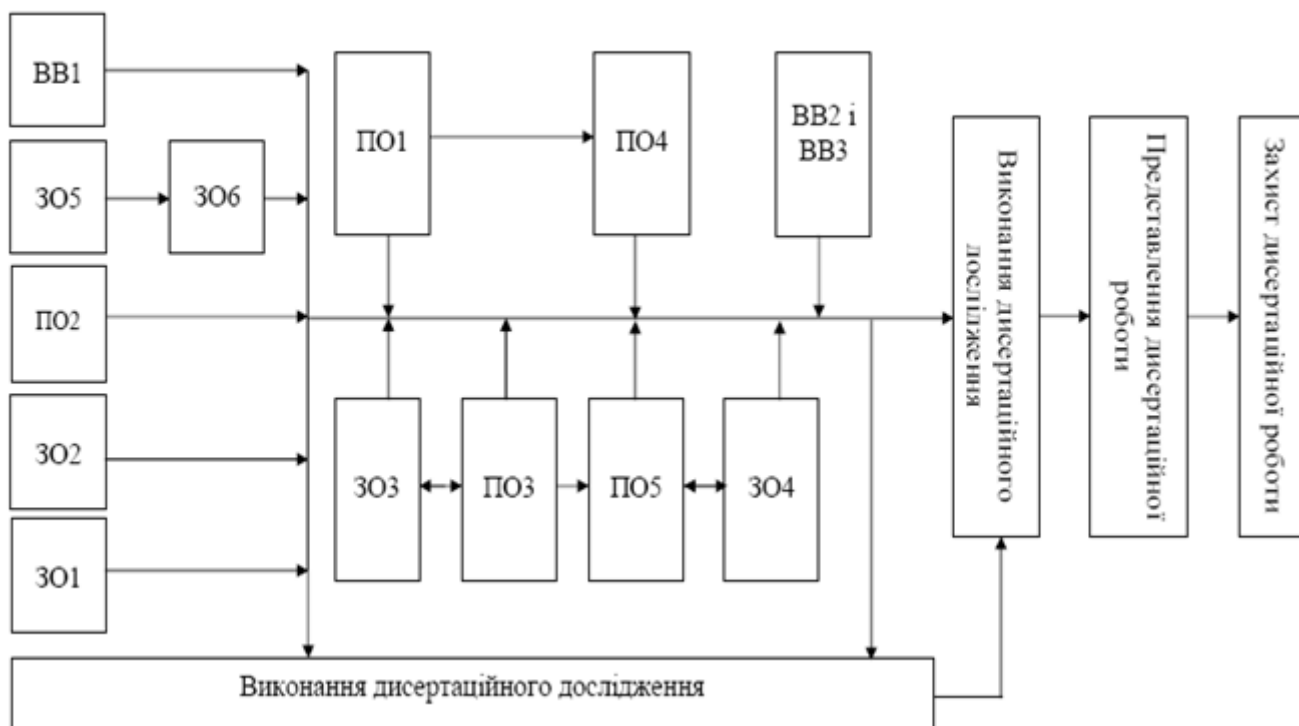 ВВ1
ЗО5
ЗО6
ПО2
ЗО2
ЗО1
ПО1
ПО4
ВВ2 і
ВВ3
ЗО3
ПО3
ПО5
ЗО4
Виконання дисертаційного
дослідження
Представлення дисертаційної
роботи
Захист дисертаційної роботи
Виконання дисертаційного дослідження